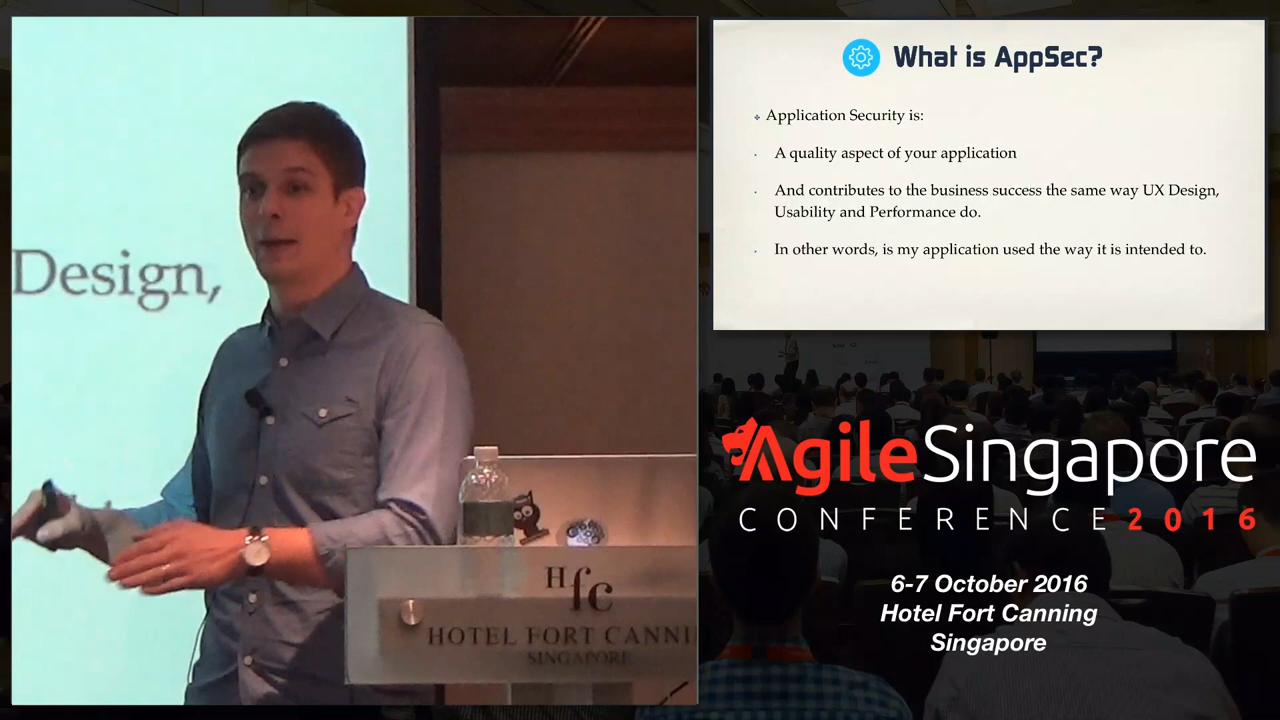 Design,
Hfc
HOTEL FORT CANNI
SINGAPORE
What is AppSec?
Application Security is:
A quality aspect of your application
And contributes to the business success the same way UX Design,
Usability and Performance do.
In other words, is my application used the way it is intended to.
AgileSingapore
CONFERENCE 2016
6-7 October 2016
Hotel Fort Canning
Singapore